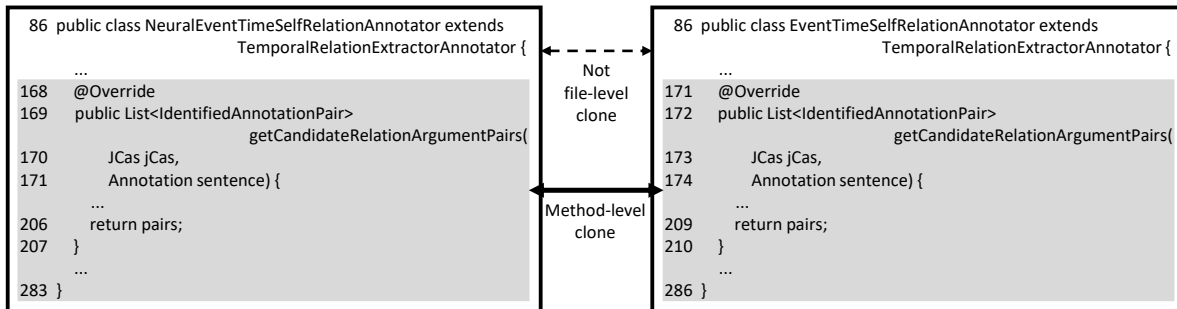 86 public class NeuralEventTimeSelfRelationAnnotator extends
TemporalRelationExtractorAnnotator {
...
168 @Override
169 public List<IdentifiedAnnotationPair>
getCandidateRelationArgumentPairs(
170 JCas jCas,
171 Annotation sentence) {
...
206 return pairs;
207 }
...
283 }
Not
file-level
clone
Method-level
clone
86 public class EventTimeSelfRelationAnnotator extends
TemporalRelationExtractorAnnotator {
...
171 @Override
172 public List<IdentifiedAnnotationPair>
getCandidateRelationArgumentPairs(
173 JCas jCas,
174 Annotation sentence) {
...
209 return pairs;
210 }
...
286 }